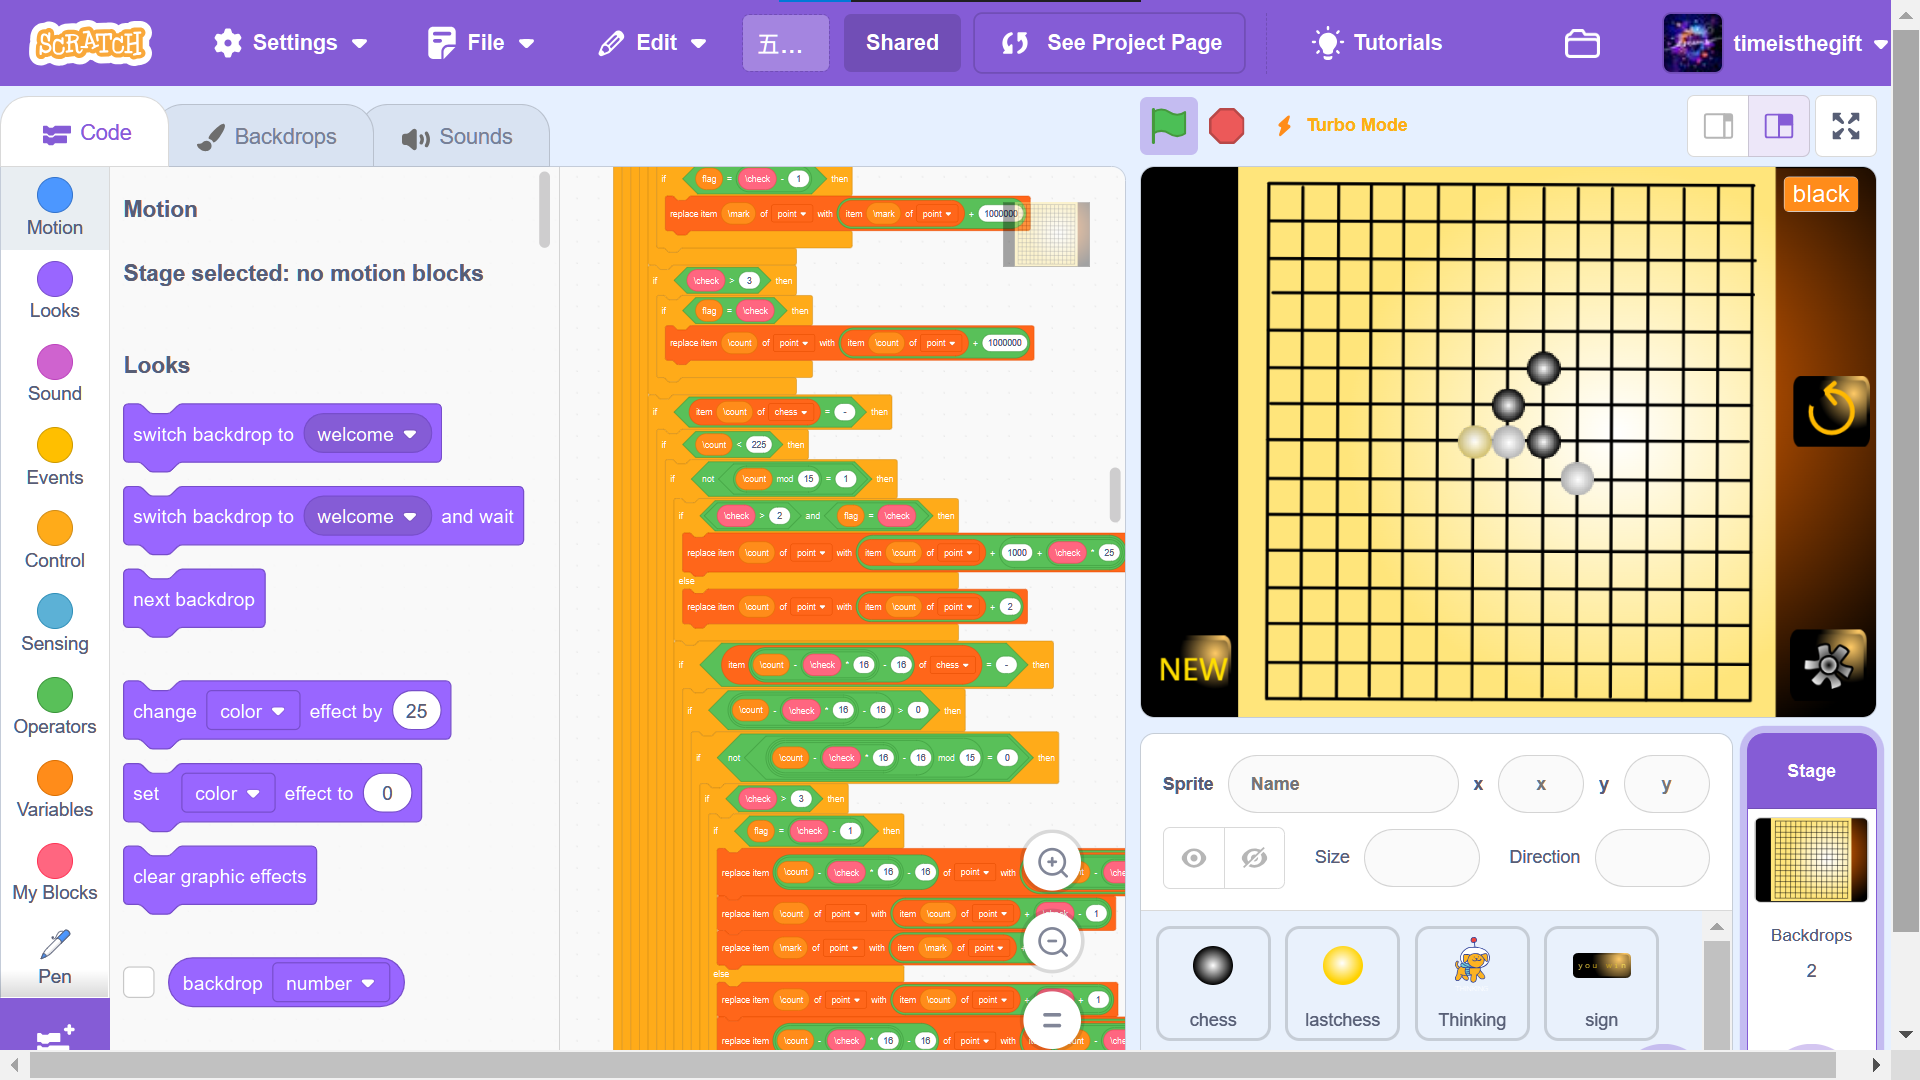 SCRATCH Settings File Edit 五... Shared See Project Page Tutorials timeisthegift
Code Backdrops Sounds Turbo Mode
Motion
Looks
Sound
Events
Control
Sensing
Operators
Variables
My Blocks
Pen
Motion
Stage selected: no motion blocks
Looks
switch backdrop to welcome
switch backdrop to welcome and wait
next backdrop
change color effect by 25
set color effect to 0
clear graphic effects
backdrop number
if flag = \check - 1 then
replace item \mark of point with item \mark of point + 1000000
if \check > 3 then
if flag = \check then
replace item \count of point with item \count of point + 1000000
if item \count of chess = - then
if \count < 225 then
if not \count mod 15 = 1 then
if \check > 2 and flag = \check then
replace item \count of point with item \count of point + 1000 + \check * 25
else
replace item \count of point with item \count of point + 2
if item \count - \check * 16 - 16 of chess = - then
if \count - \check * 16 - 16 > 0 then
if not \count - \check * 16 - 16 mod 15 = 0 then
if \check > 3 then
if flag = \check - 1 then
replace item \count - \check * 16 - 16 of point with
replace item \count of point with item \count of point + \check - 1
replace item \mark of point with item \mark of point
else
replace item \count of point with item \count of point + 1
replace item \count - \check * 16 - 16 of point with
black
NEW
Sprite Name x x y y
Size Direction
chess
lastchess
Thinking
you win
sign
Stage
Backdrops
2